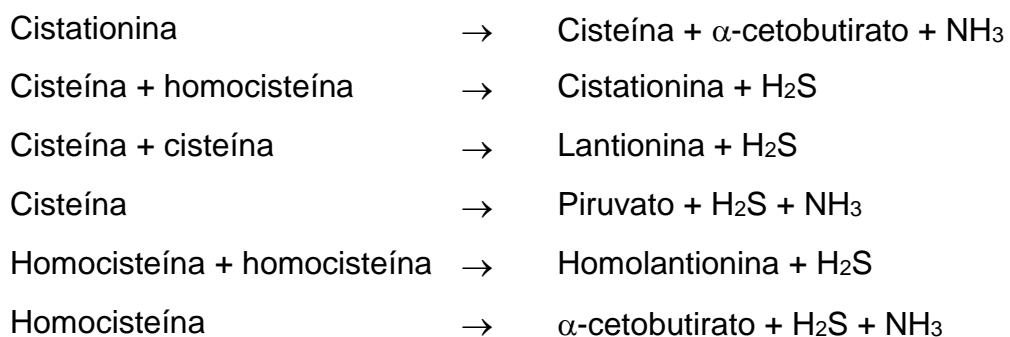 Cistationina → Cisteína + α-cetobutirato + NH₃
Cisteína + homocisteína → Cistationina + H₂S
Cisteína + cisteína → Lantionina + H₂S
Cisteína → Piruvato + H₂S + NH₃
Homocisteína + homocisteína → Homolantionina + H₂S
Homocisteína → α-cetobutirato + H₂S + NH₃